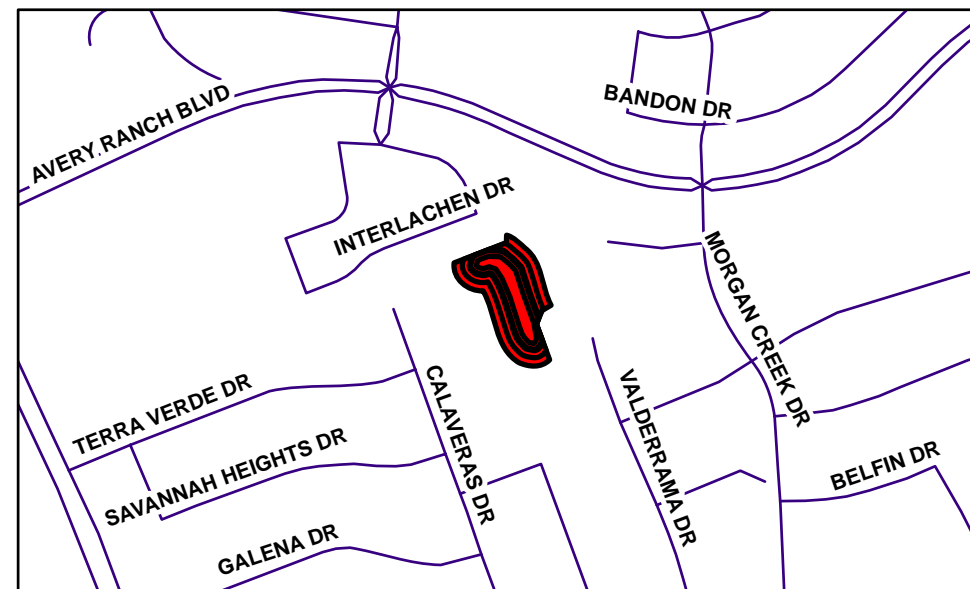 AVERY RANCH BLVD
BANDON DR
INTERLACHEN DR
MORGAN CREEK DR
TERRA VERDE DR
CALAVERAS DR
VALDERRAMA DR
SAVANNAH HEIGHTS DR
BELFIN DR
GALENA DR